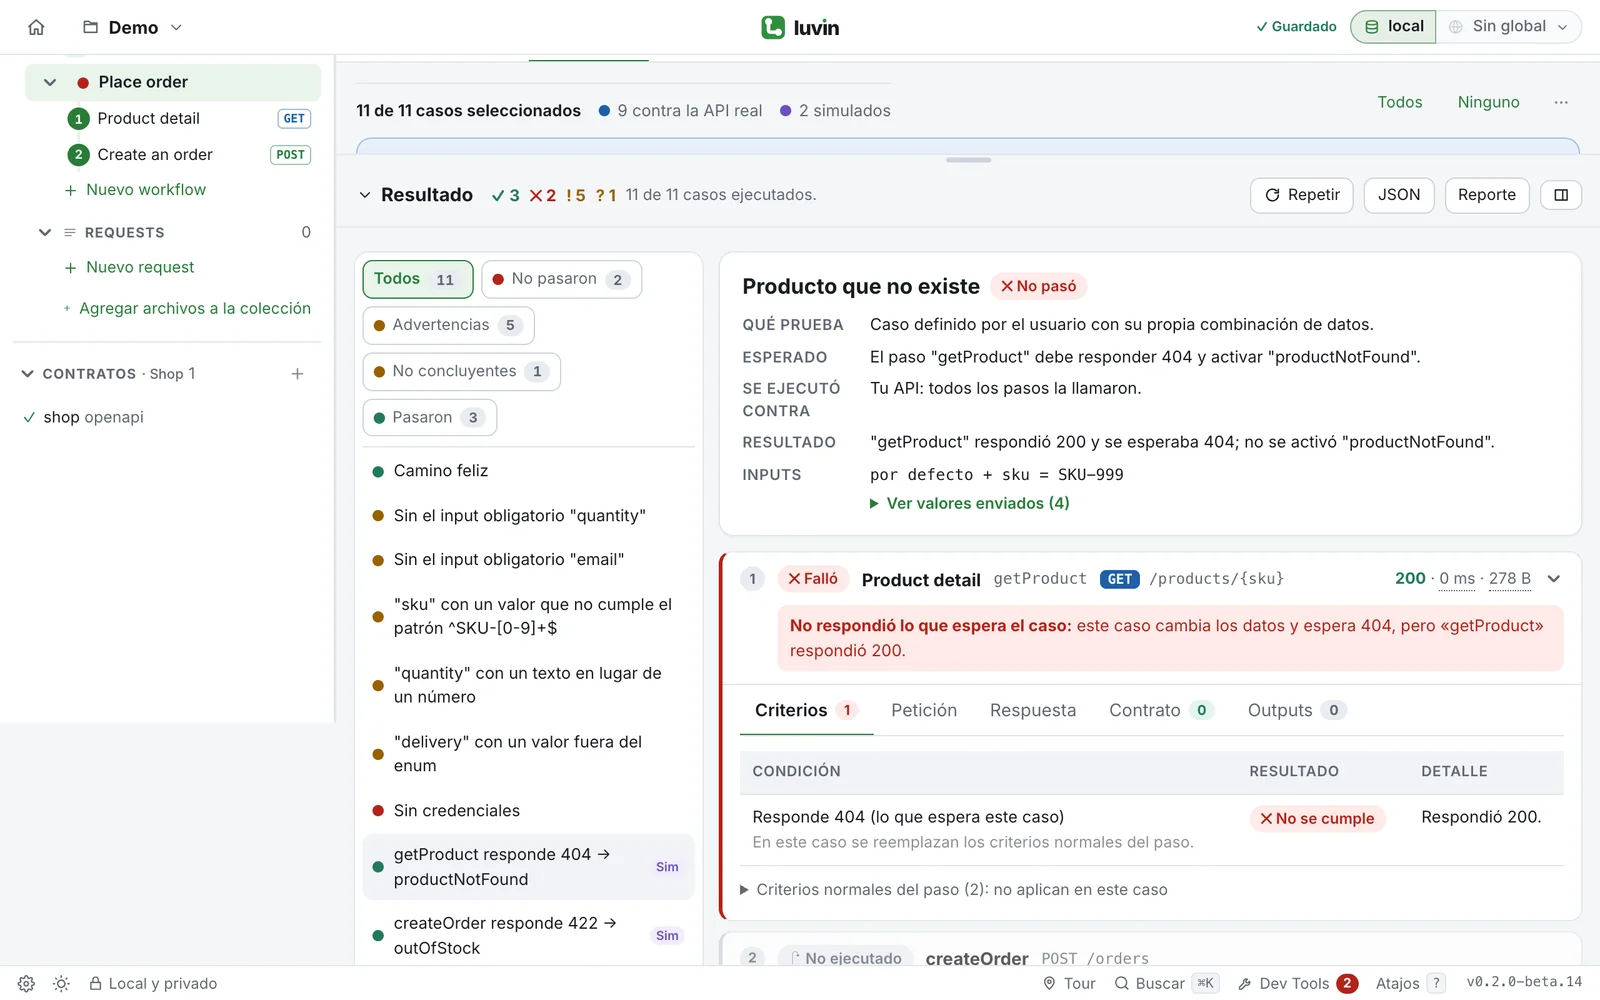 Demo
luvin
Guardado
local
Sin global
Place order
1 Product detail GET
2 Create an order POST
+ Nuevo workflow
REQUESTS 0
+ Nuevo request
+ Agregar archivos a la colección
CONTRATOS · Shop 1 +
shop openapi
11 de 11 casos seleccionados 9 contra la API real 2 simulados
Todos Ninguno ...
Resultado 3 2 ! 5 ? 1 11 de 11 casos ejecutados.
Repetir JSON Reporte
Todos 11
No pasaron 2
Advertencias 5
No concluyentes 1
Pasaron 3
Camino feliz
Sin el input obligatorio "quantity"
Sin el input obligatorio "email"
"sku" con un valor que no cumple el
patrón ^SKU-[0-9]+$
"quantity" con un texto en lugar de
un número
"delivery" con un valor fuera del
enum
Sin credenciales
getProduct responde 404 →
productNotFound
Sim
createOrder responde 422 →
outOfStock
Sim
Producto que no existe No pasó
QUÉ PRUEBA Caso definido por el usuario con su propia combinación de datos.
ESPERADO El paso "getProduct" debe responder 404 y activar "productNotFound".
SE EJECUTÓ
CONTRA
Tu API: todos los pasos la llamaron.
RESULTADO "getProduct" respondió 200 y se esperaba 404; no se activó "productNotFound".
INPUTS por defecto + sku = SKU-999
Ver valores enviados (4)
1 Falló Product detail getProduct GET /products/{sku} 200 · 0 ms · 278 B
No respondió lo que espera el caso: este caso cambia los datos y espera 404, pero «getProduct»
respondió 200.
Criterios 1 Petición Respuesta Contrato 0 Outputs 0
CONDICIÓN RESULTADO DETALLE
Responde 404 (lo que espera este caso) No se cumple Respondió 200.
En este caso se reemplazan los criterios normales del paso.
Criterios normales del paso (2): no aplican en este caso
2 No ejecutado createOrder POST /orders
Local y privado
Tour Buscar ⌘K Dev Tools 2 Atajos ? v0.2.0-beta.14